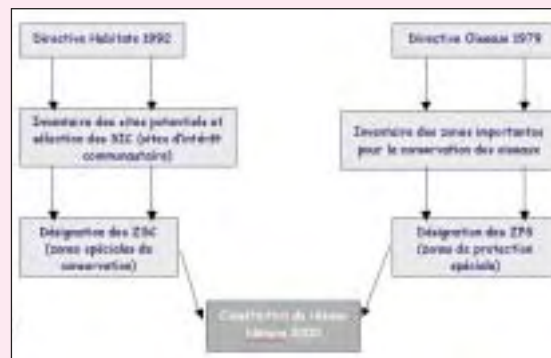 Directive Habitats 1992
Directive Oiseaux 1979
Inventaire des sites potentiels et
sélection des SIC (sites d'intérêt
communautaire)
Inventaire des zones importantes
pour la conservation des oiseaux
Désignation des ZSC
(zones spéciales de
conservation)
Désignation des ZPS
(zones de protection
spéciale)
Constitution du réseau
Natura 2000